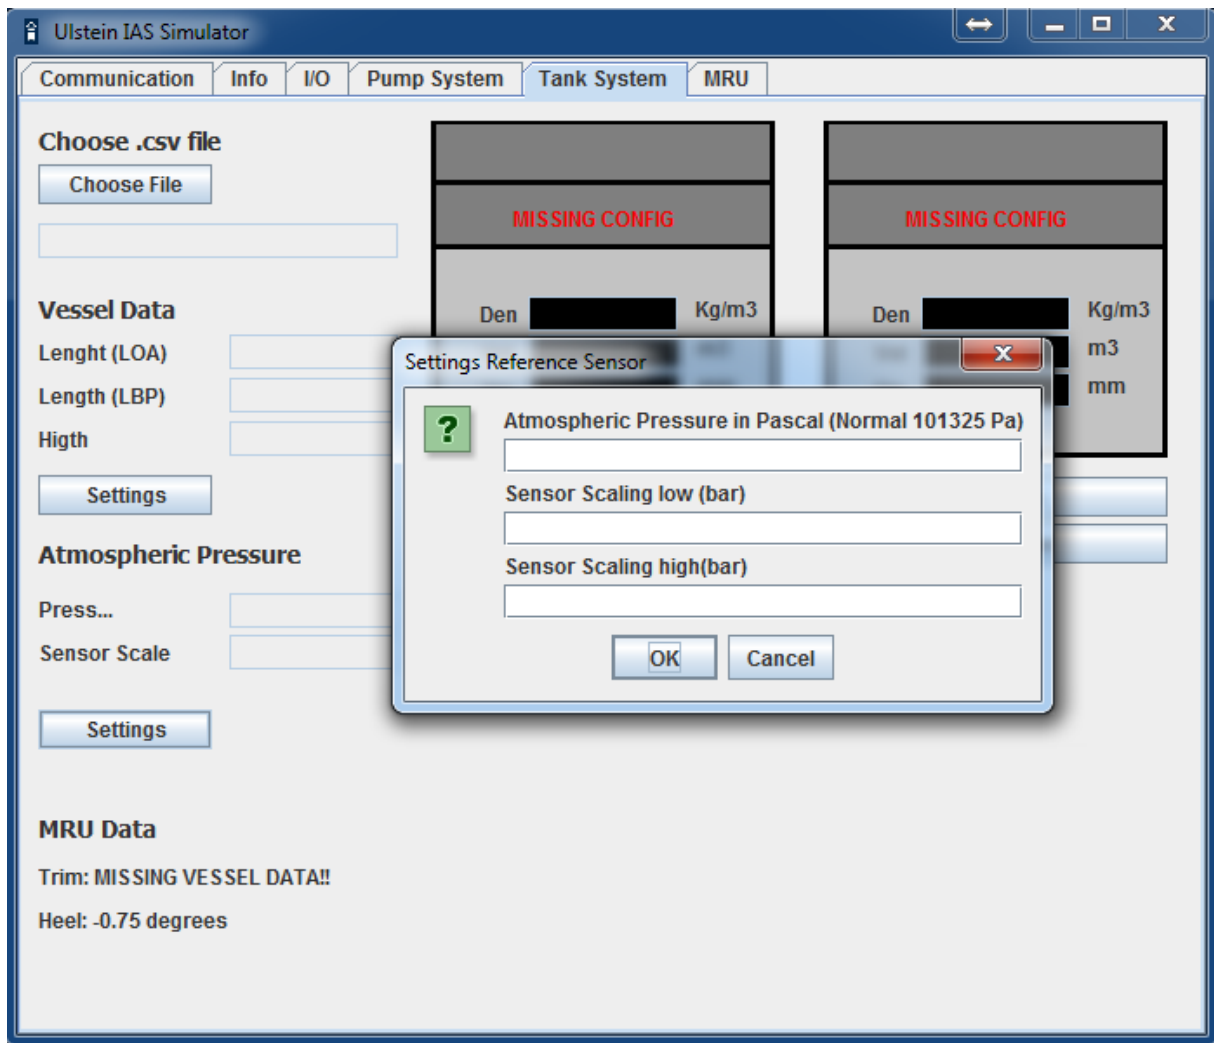 Ulstein IAS Simulator
Communication Info I/O Pump System Tank System MRU
Choose .csv file
Choose File
MISSING CONFIG MISSING CONFIG
Den Kg/m3 Den Kg/m3
m3
mm
Vessel Data
Lenght (LOA)
Length (LBP)
Higth
Settings
Atmospheric Pressure
Press...
Sensor Scale
Settings
Settings Reference Sensor
?
Atmospheric Pressure in Pascal (Normal 101325 Pa)
Sensor Scaling low (bar)
Sensor Scaling high(bar)
OK Cancel
MRU Data
Trim: MISSING VESSEL DATA!!
Heel: -0.75 degrees